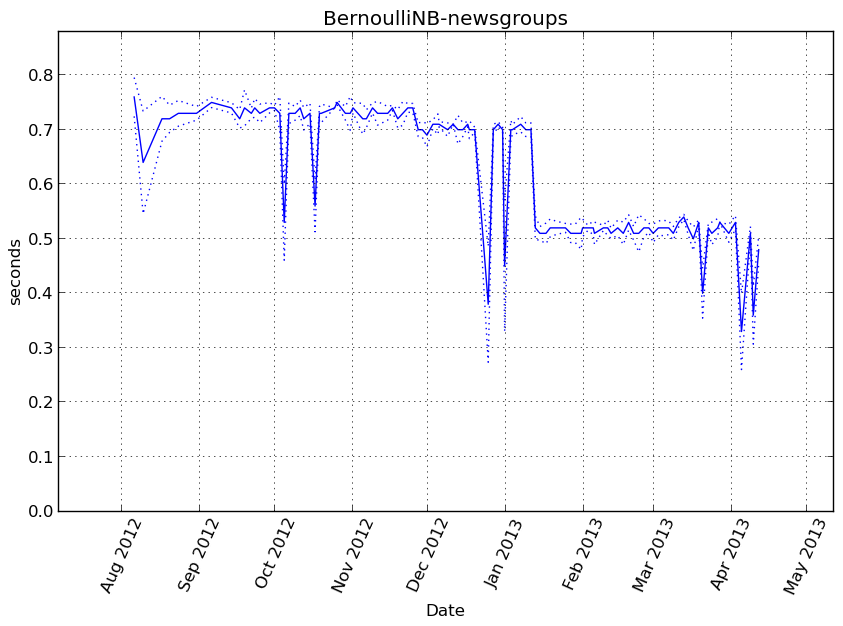 BernoulliNB-newsgroups
0.8
0.7
0.6
0.5
0.4
0.3
0.2
0.1
0.0
seconds
Aug 2012
Sep 2012
Oct 2012
Nov 2012
Dec 2012
Jan 2013
Feb 2013
Mar 2013
Apr 2013
May 2013
Date